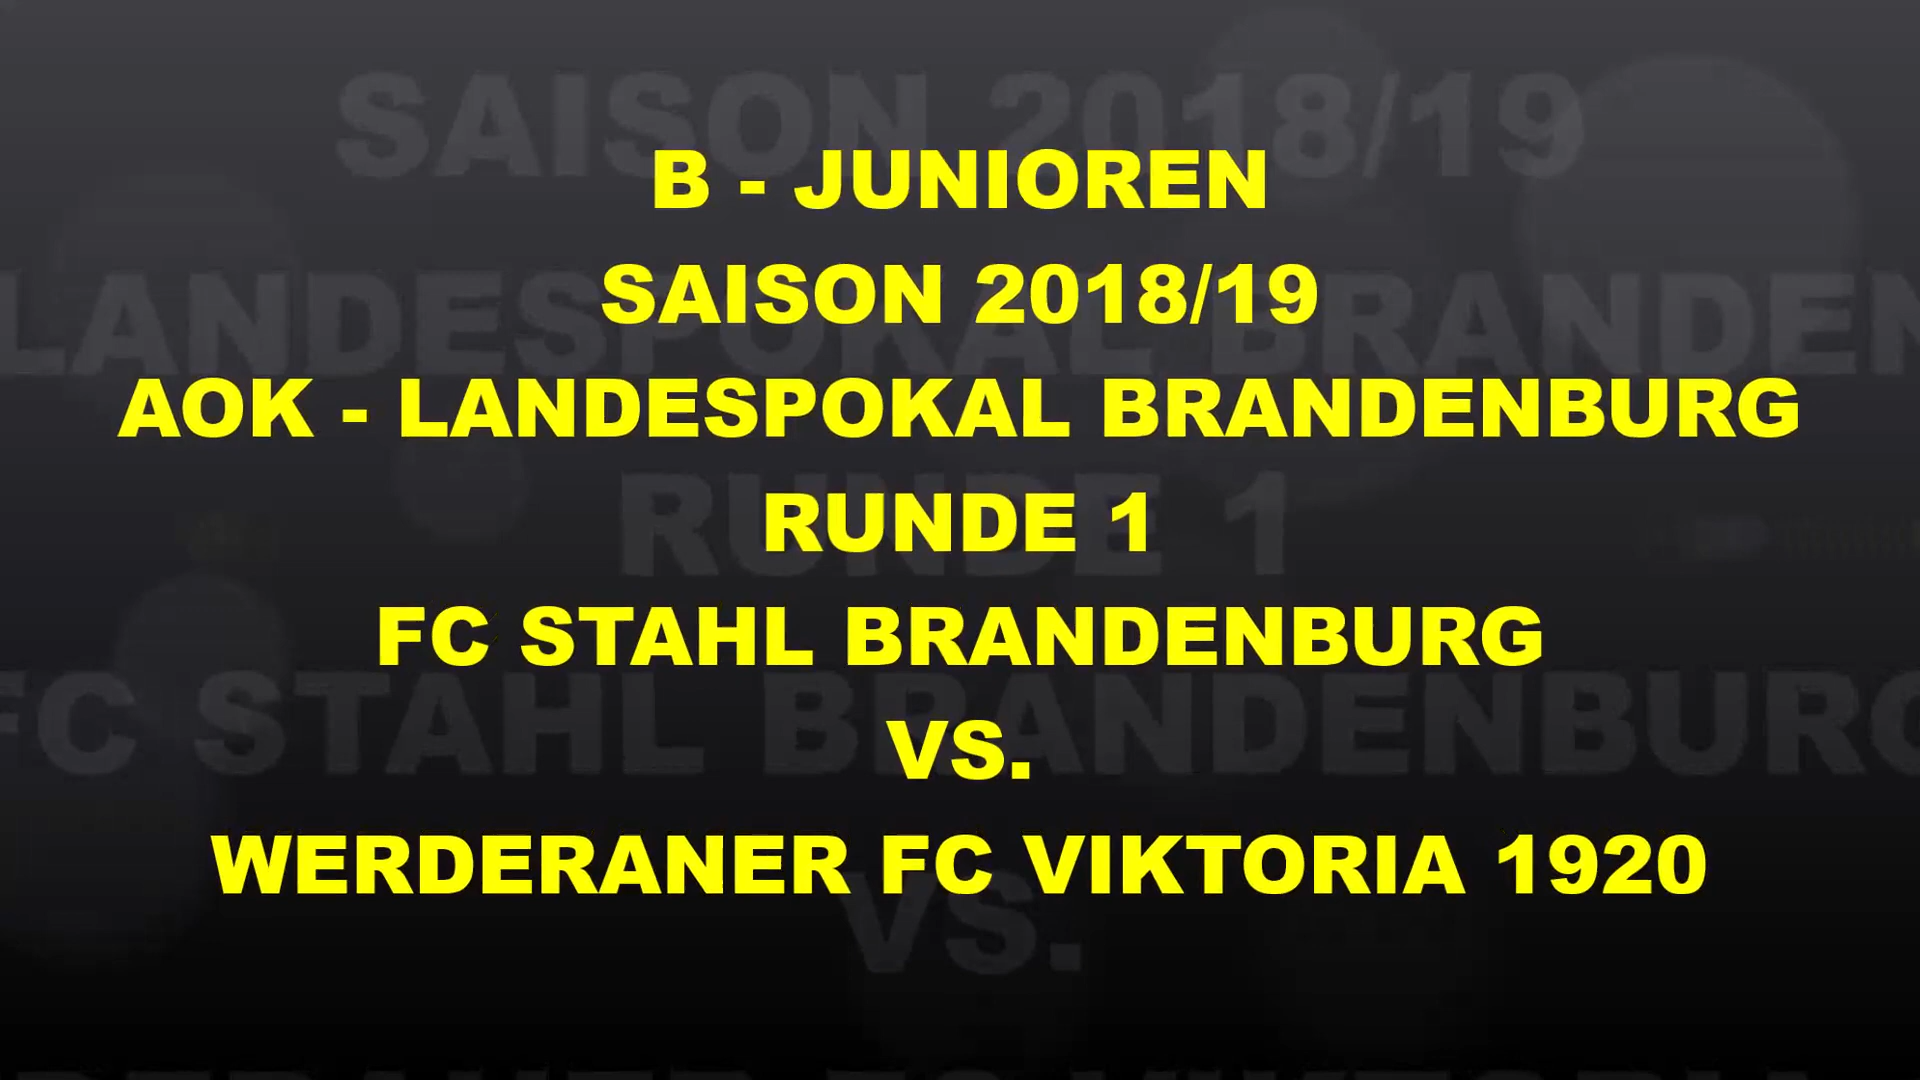 B - JUNIOREN
SAISON 2018/19
AOK - LANDESPOKAL BRANDENBURG
RUNDE 1
FC STAHL BRANDENBURG
VS.
WERDERANER FC VIKTORIA 1920